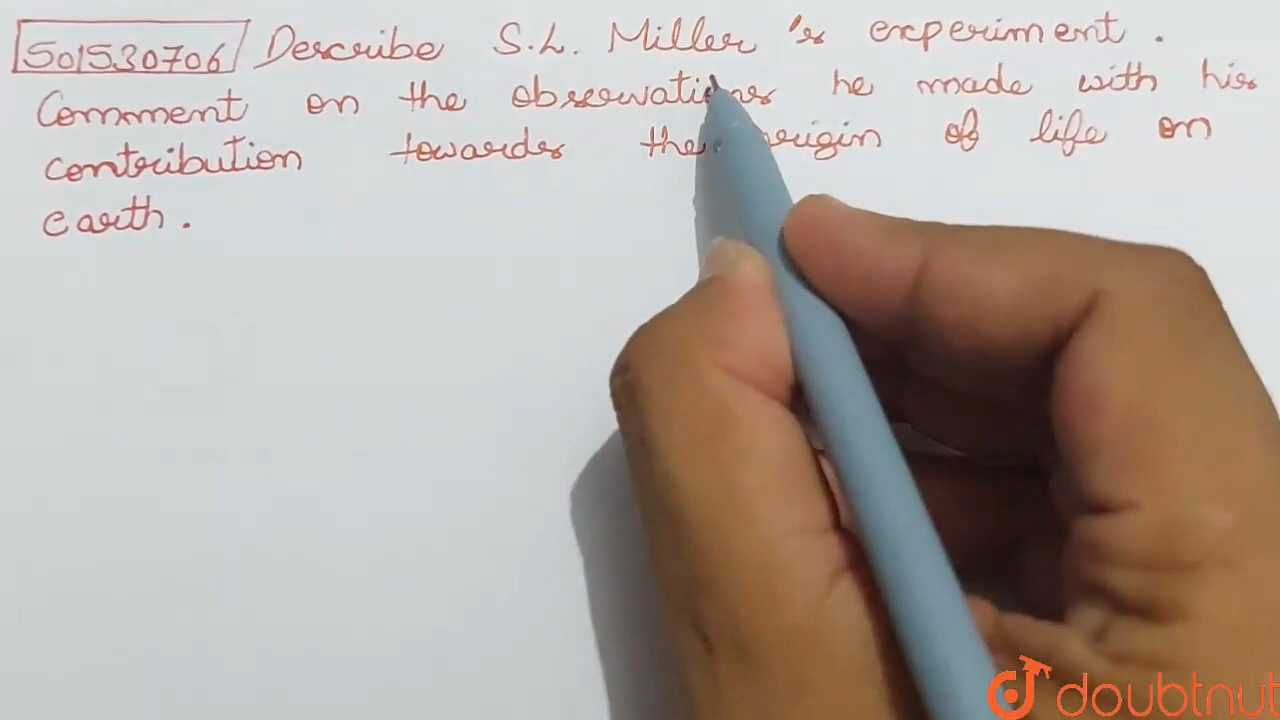 501530706 Describe S.L. Miller's experiment.
Comment on the observations he made with his
contribution towards the origin of life on
earth.
doubtnut